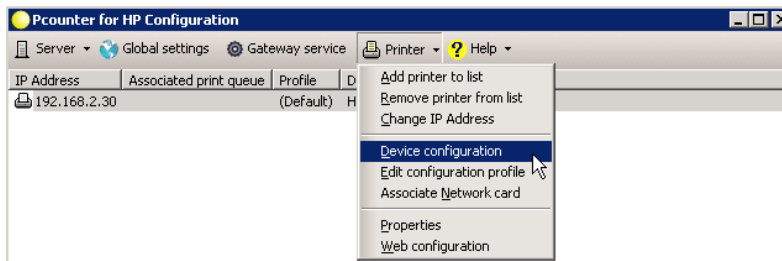 Pcounter for HP Configuration
Server Global settings Gateway service Printer ? Help
IP Address Associated print queue Profile D
192.168.2.30 (Default) H
Add printer to list
Remove printer from list
Change IP Address
Device configuration
Edit configuration profile
Associate Network card
Properties
Web configuration